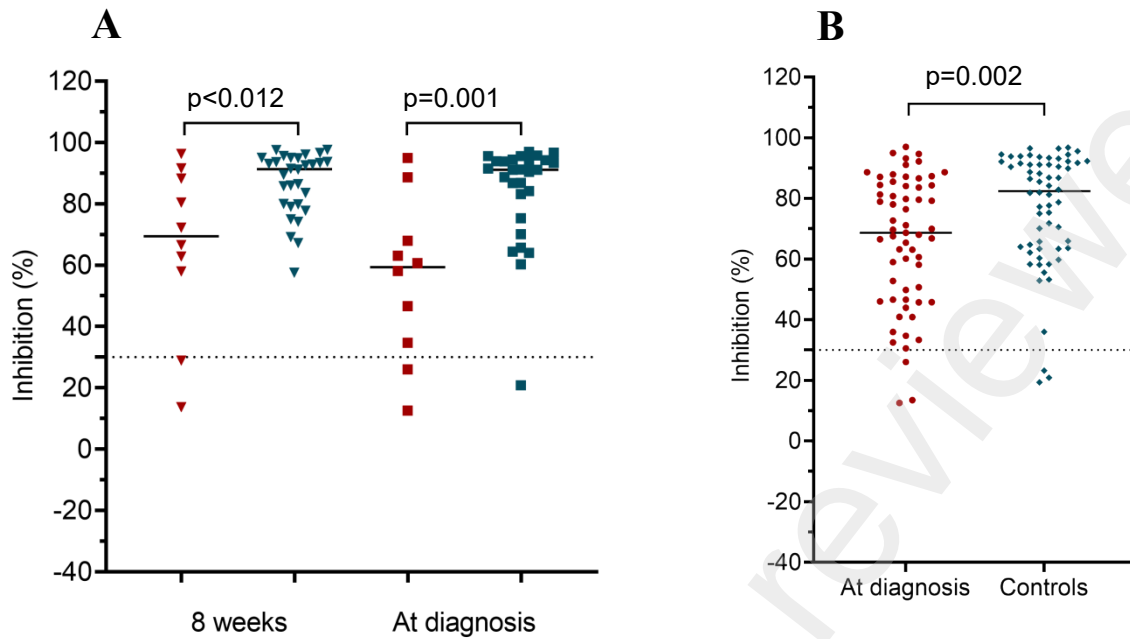 A
B
p<0.012
p=0.001
p=0.002
Inhibition (%)
120
100
80
60
40
20
0
-20
-40
8 weeks
At diagnosis
Inhibition (%)
120
100
80
60
40
20
0
-20
-40
At diagnosis
Controls
reviewe